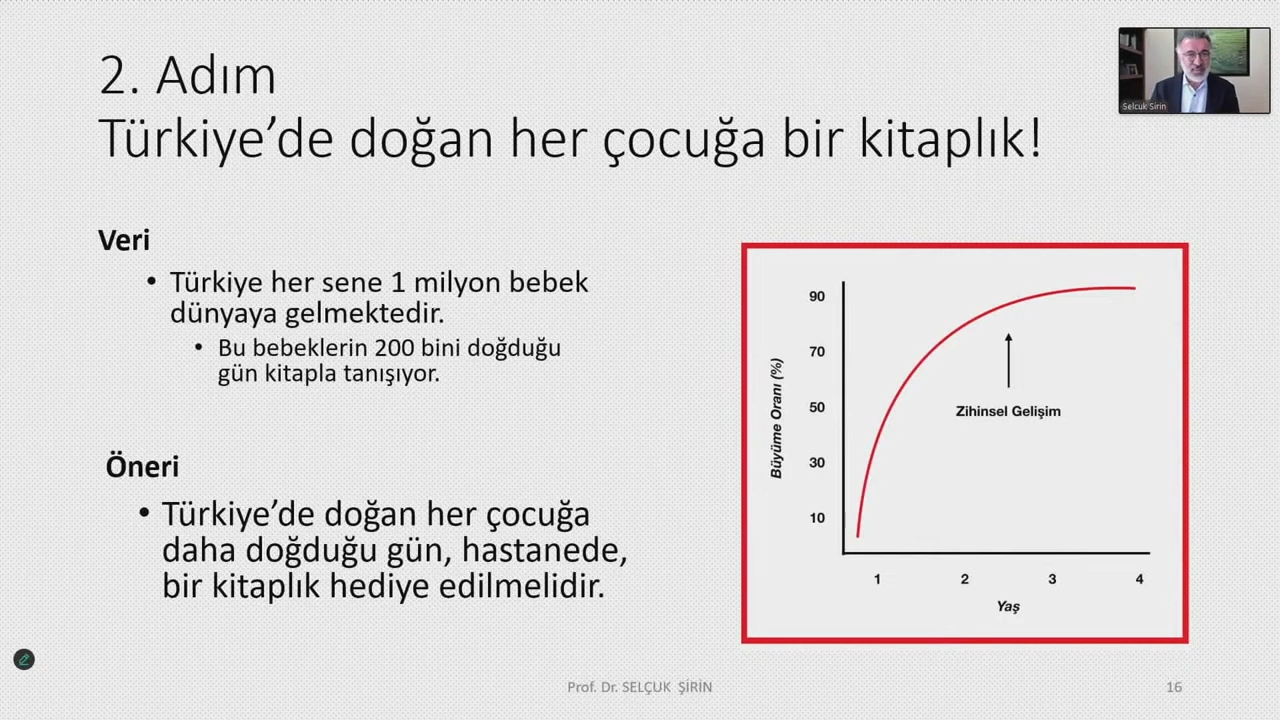 2. Adım
Türkiye’de doğan her çocuğa bir kitaplık!
Selcuk Sirin
Veri
• Türkiye her sene 1 milyon bebek
dünyaya gelmektedir.
• Bu bebeklerin 200 bini doğduğu
gün kitapla tanışıyor.
Öneri
• Türkiye’de doğan her çocuğa
daha doğduğu gün, hastanede,
bir kitaplık hediye edilmelidir.
Büyüme Oranı (%)
90
70
50
30
10
Zihinsel Gelişim
1 2 3 4
Yaş
Prof. Dr. SELÇUK ŞİRİN
16